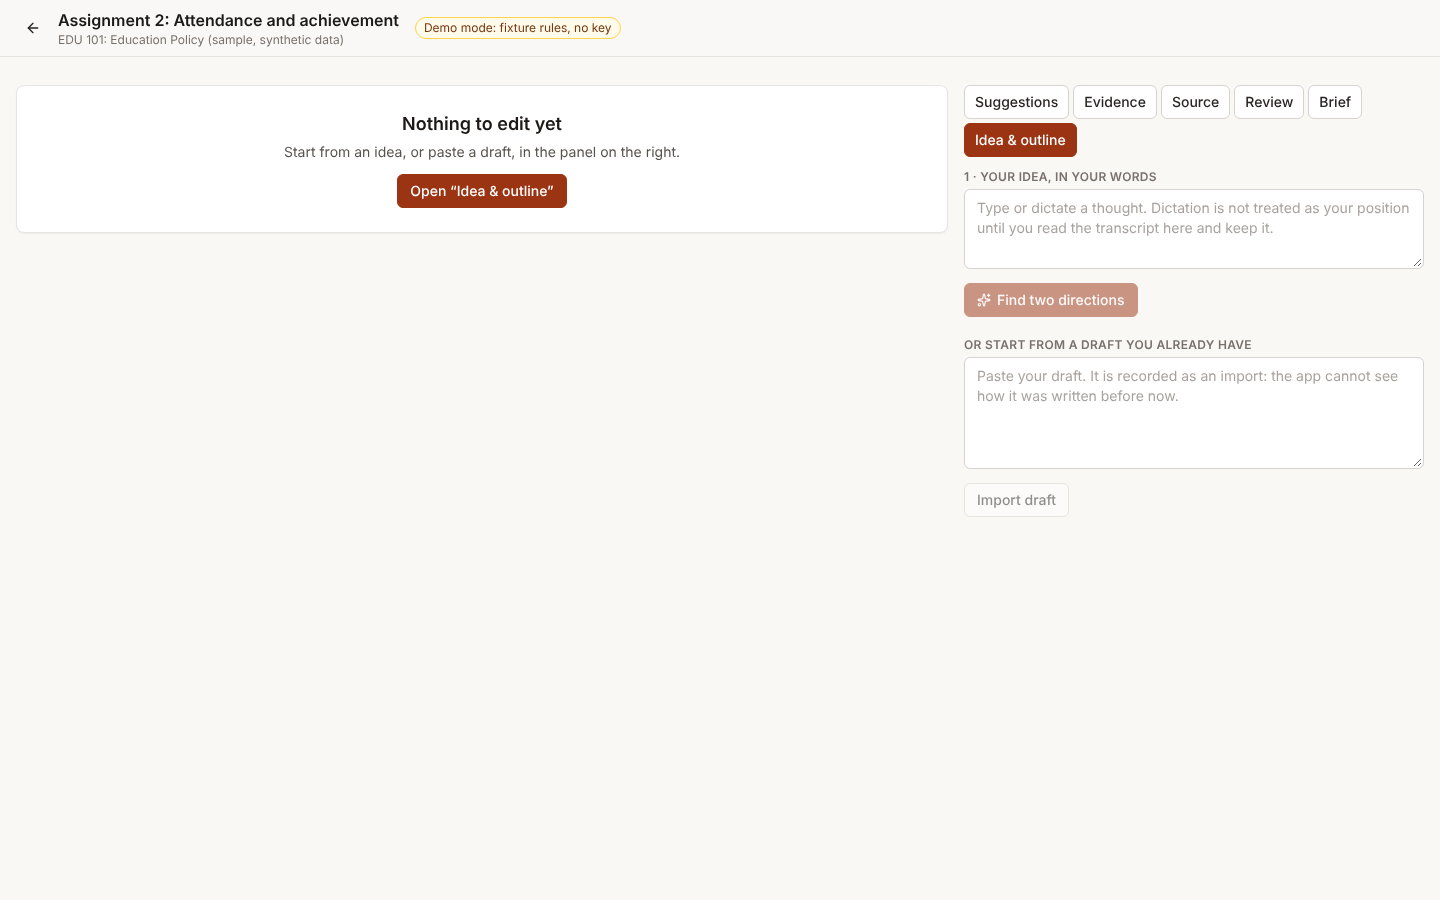 Assignment 2: Attendance and achievement
EDU 101: Education Policy (sample, synthetic data)
Demo mode: fixture rules, no key
Nothing to edit yet
Start from an idea, or paste a draft, in the panel on the right.
Open “Idea & outline”
Suggestions
Evidence
Source
Review
Brief
Idea & outline
1 · YOUR IDEA, IN YOUR WORDS
Type or dictate a thought. Dictation is not treated as your position
until you read the transcript here and keep it.
Find two directions
OR START FROM A DRAFT YOU ALREADY HAVE
Paste your draft. It is recorded as an import: the app cannot see
how it was written before now.
Import draft